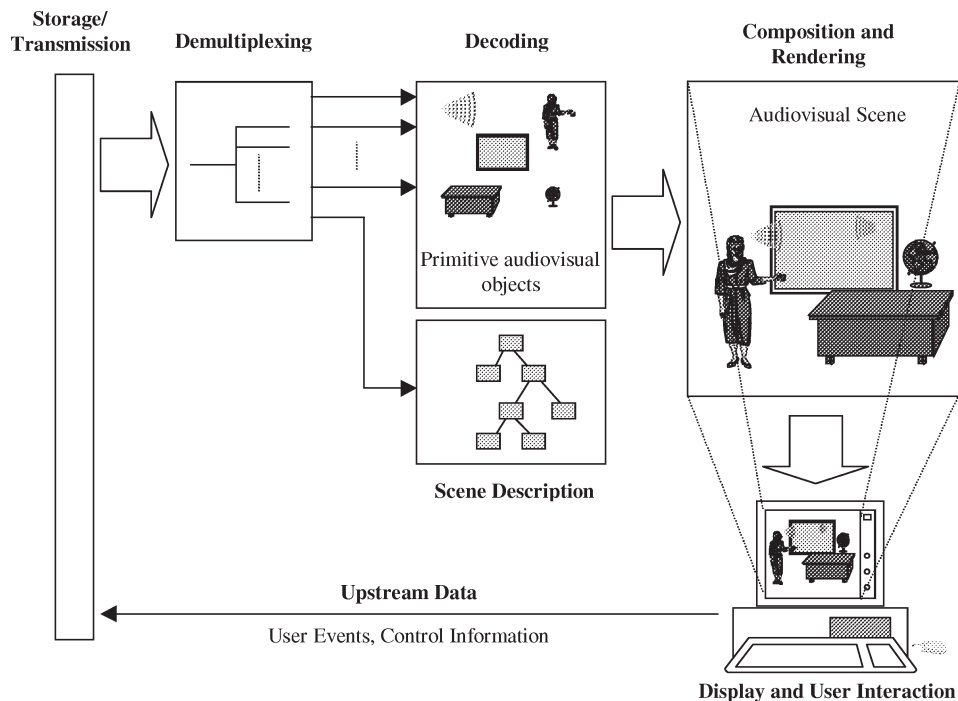 Storage/
Transmission
Demultiplexing
Decoding
Composition and
Rendering
Audiovisual Scene
Primitive audiovisual
objects
Scene Description
Upstream Data
User Events, Control Information
Display and User Interaction